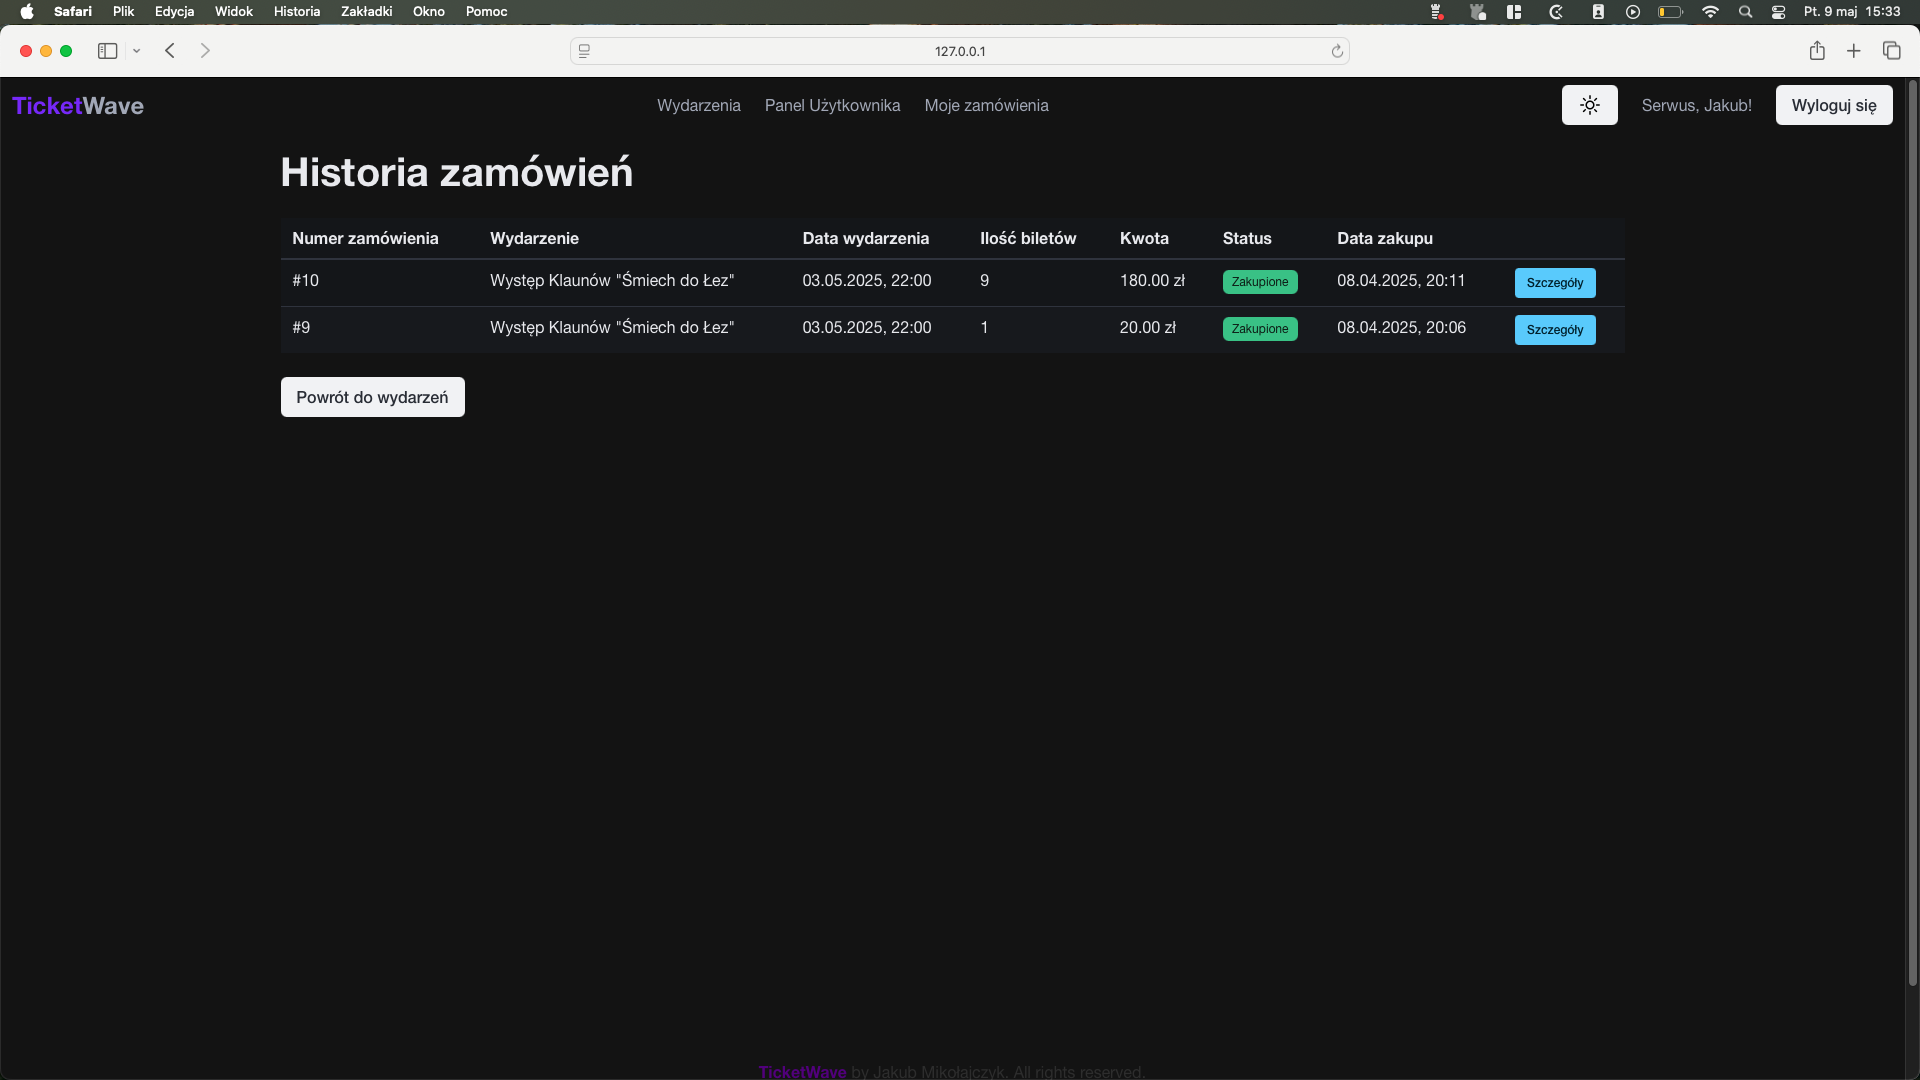 Safari Plik Edycja Widok Historia Zakładki Okno Pomoc Pt. 9 maj 15:33
127.0.0.1
TicketWave Wydarzenia Panel Użytkownika Moje zamówienia Serwus, Jakub! Wyloguj się
Historia zamówień
Numer zamówienia Wydarzenie Data wydarzenia Ilość biletów Kwota Status Data zakupu
#10 Występ Klaunów "Śmiech do Łez" 03.05.2025, 22:00 9 180.00 zł Zakupione 08.04.2025, 20:11 Szczegóły
#9 Występ Klaunów "Śmiech do Łez" 03.05.2025, 22:00 1 20.00 zł Zakupione 08.04.2025, 20:06 Szczegóły
Powrót do wydarzeń
TicketWave by Jakub Mikołajczyk. All rights reserved.